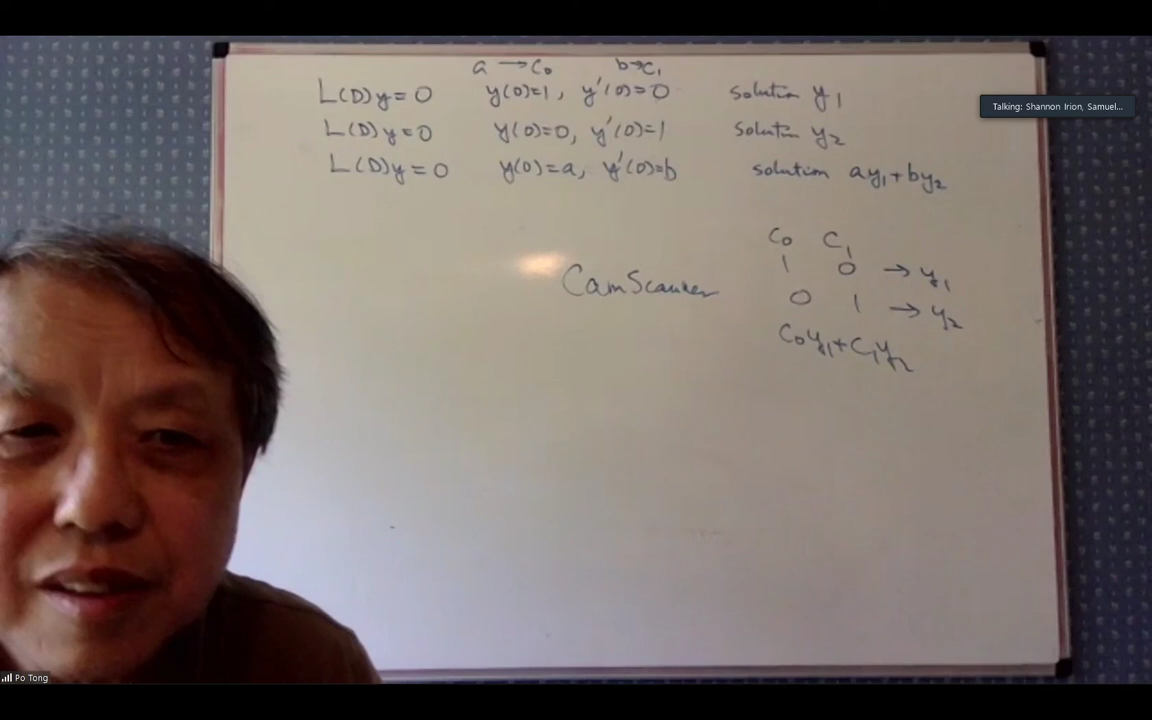 a → C₀ b → C₁
L(D)y = 0 y(0)=1, y'(0)=0 solution y₁
Talking: Shannon Irion, Samuel...
L(D)y = 0 y(0)=0, y'(0)=1 solution y₂
L(D)y = 0 y(0)=a, y'(0)=b solution ay₁+by₂
C₀ C₁
1 0 → y₁
CamScanner
0 1 → y₂
C₀y₁+C₁y₂
Po Tong